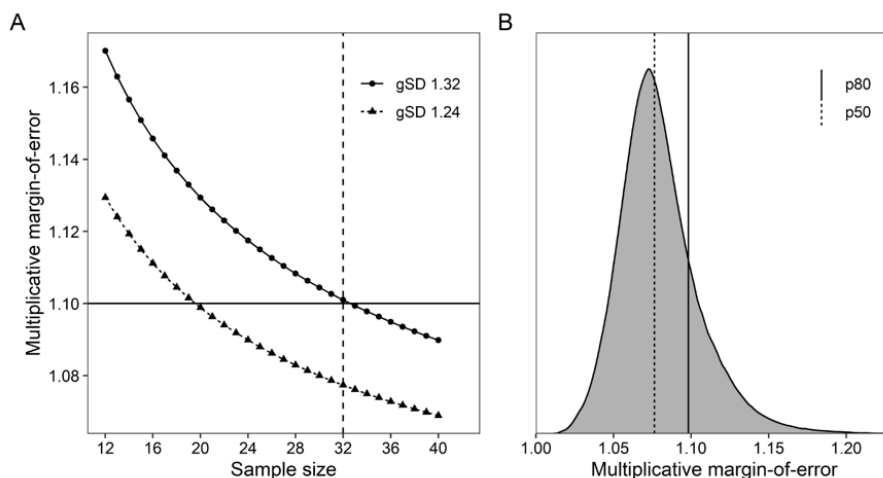 A
Multiplicative margin-of-error
1.16
1.14
1.12
1.10
1.08
gSD 1.32
gSD 1.24
12 16 20 24 28 32 36 40
Sample size
B
p80
p50
1.00 1.05 1.10 1.15 1.20
Multiplicative margin-of-error